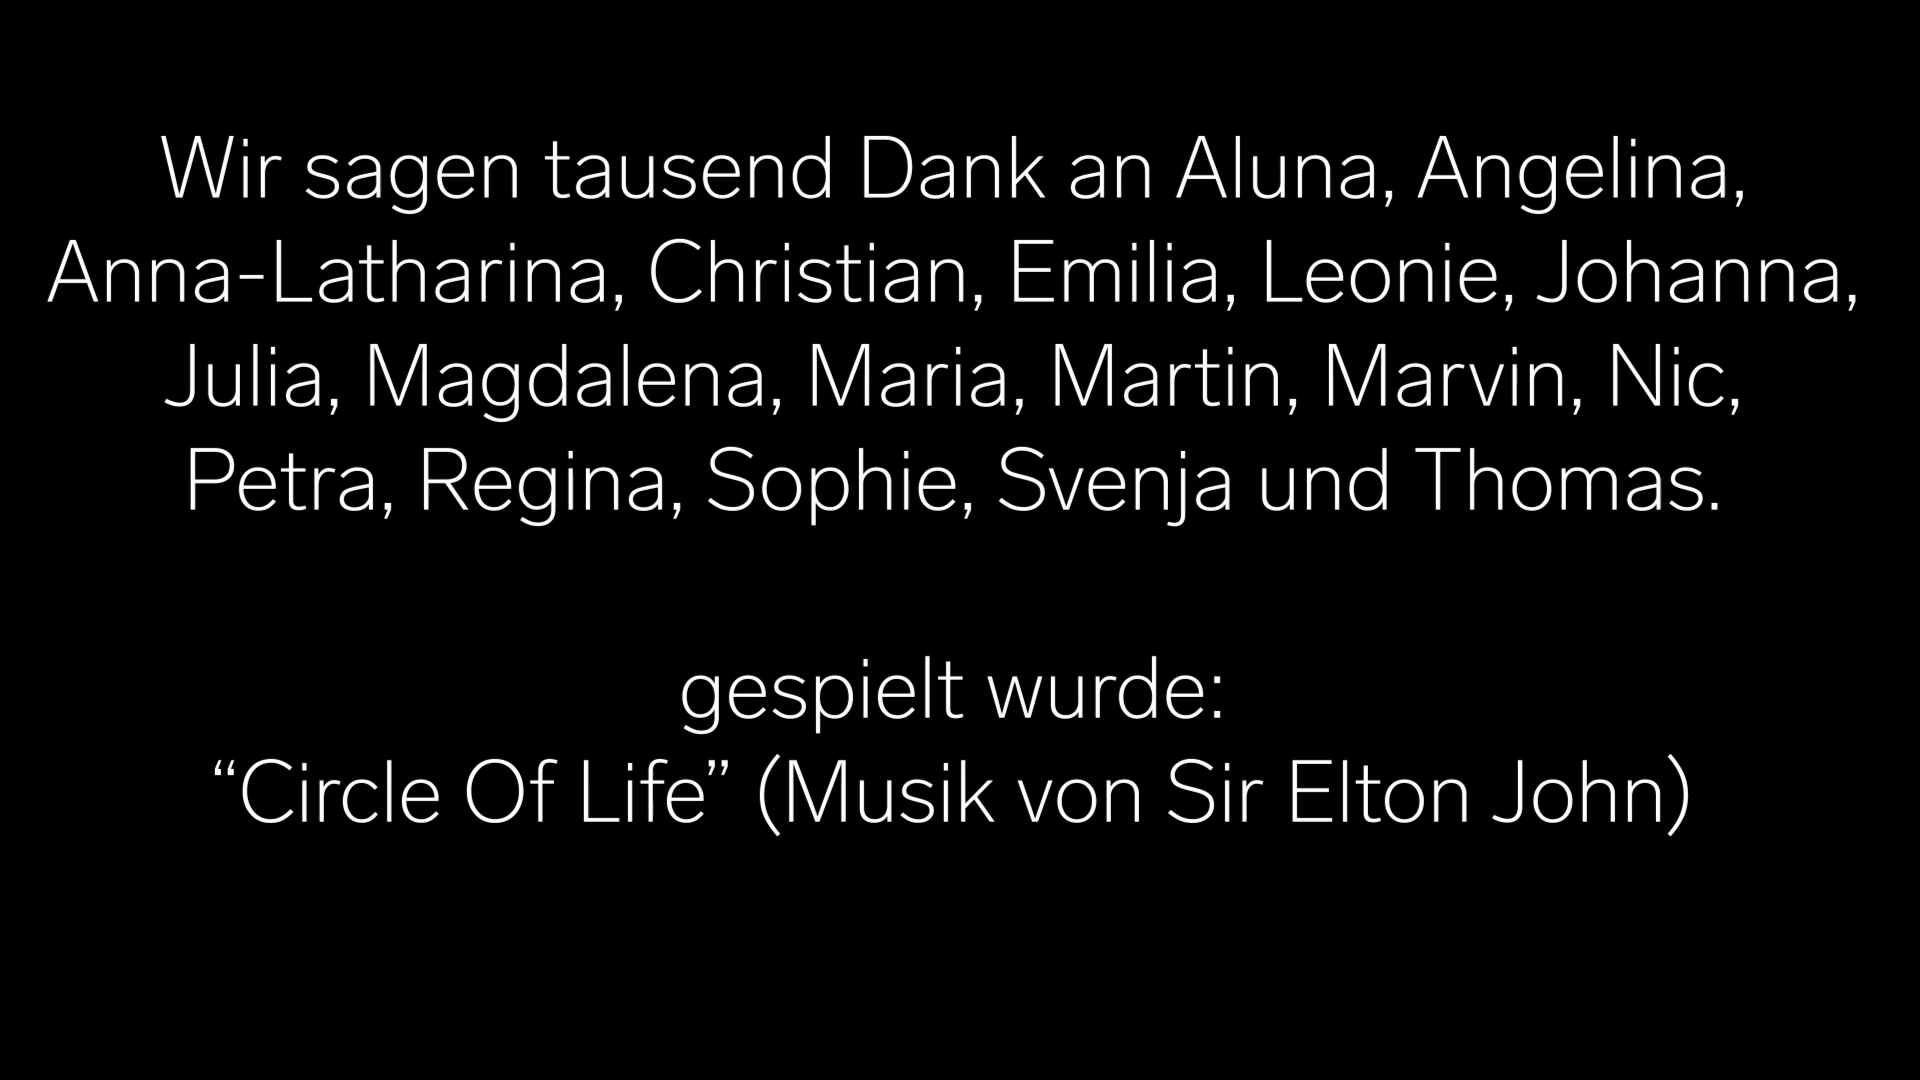 Wir sagen tausend Dank an Aluna, Angelina,
Anna-Latharina, Christian, Emilia, Leonie, Johanna,
Julia, Magdalena, Maria, Martin, Marvin, Nic,
Petra, Regina, Sophie, Svenja und Thomas.
gespielt wurde:
“Circle Of Life” (Musik von Sir Elton John)